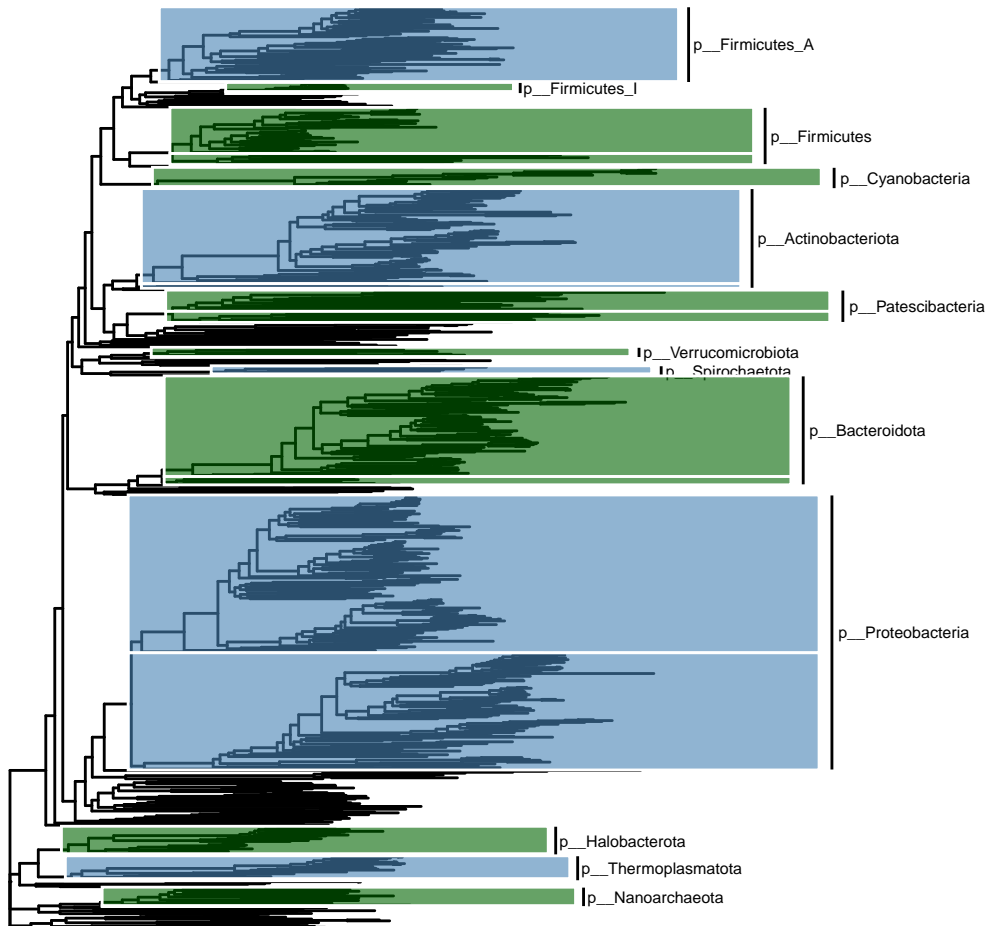 p__Firmicutes_A
p__Firmicutes_I
p__Firmicutes
p__Cyanobacteria
p__Actinobacteriota
p__Patescibacteria
p__Verrucomicrobiota
p__Spirochaetota
p__Bacteroidota
p__Proteobacteria
p__Halobacterota
p__Thermoplasmatota
p__Nanoarchaeota